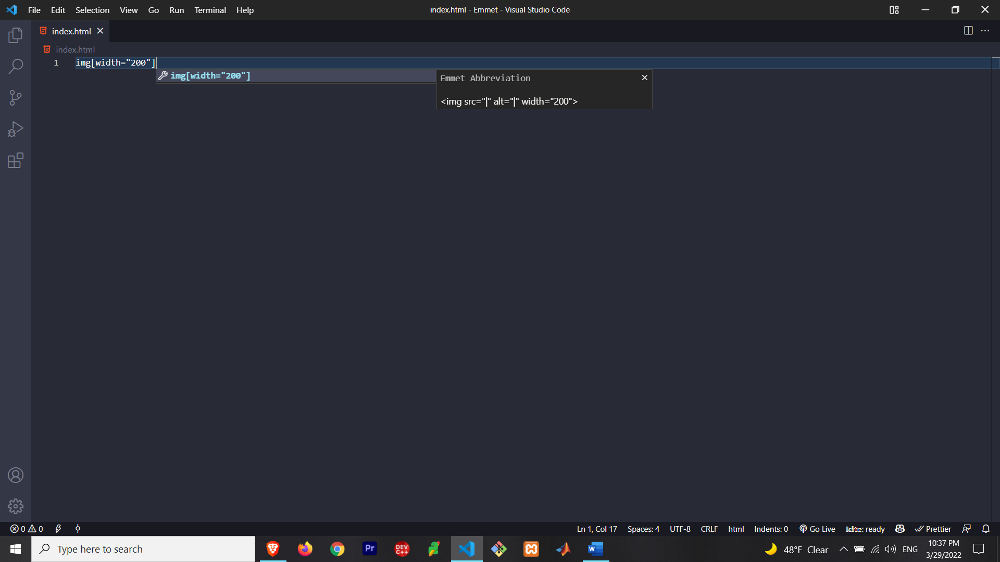 File Edit Selection View Go Run Terminal Help
index.html - Emmet - Visual Studio Code
index.html
index.html
1 img[width="200"]
img[width="200"]
Emmet Abbreviation
<img src="|" alt="|" width="200">
0 0
Ln 1, Col 17 Spaces: 4 UTF-8 CRLF html Indents: 0 Go Live kite: ready Prettier
Type here to search
Pr
DEV
C++
W
48°F Clear
ENG
10:37 PM
3/29/2022